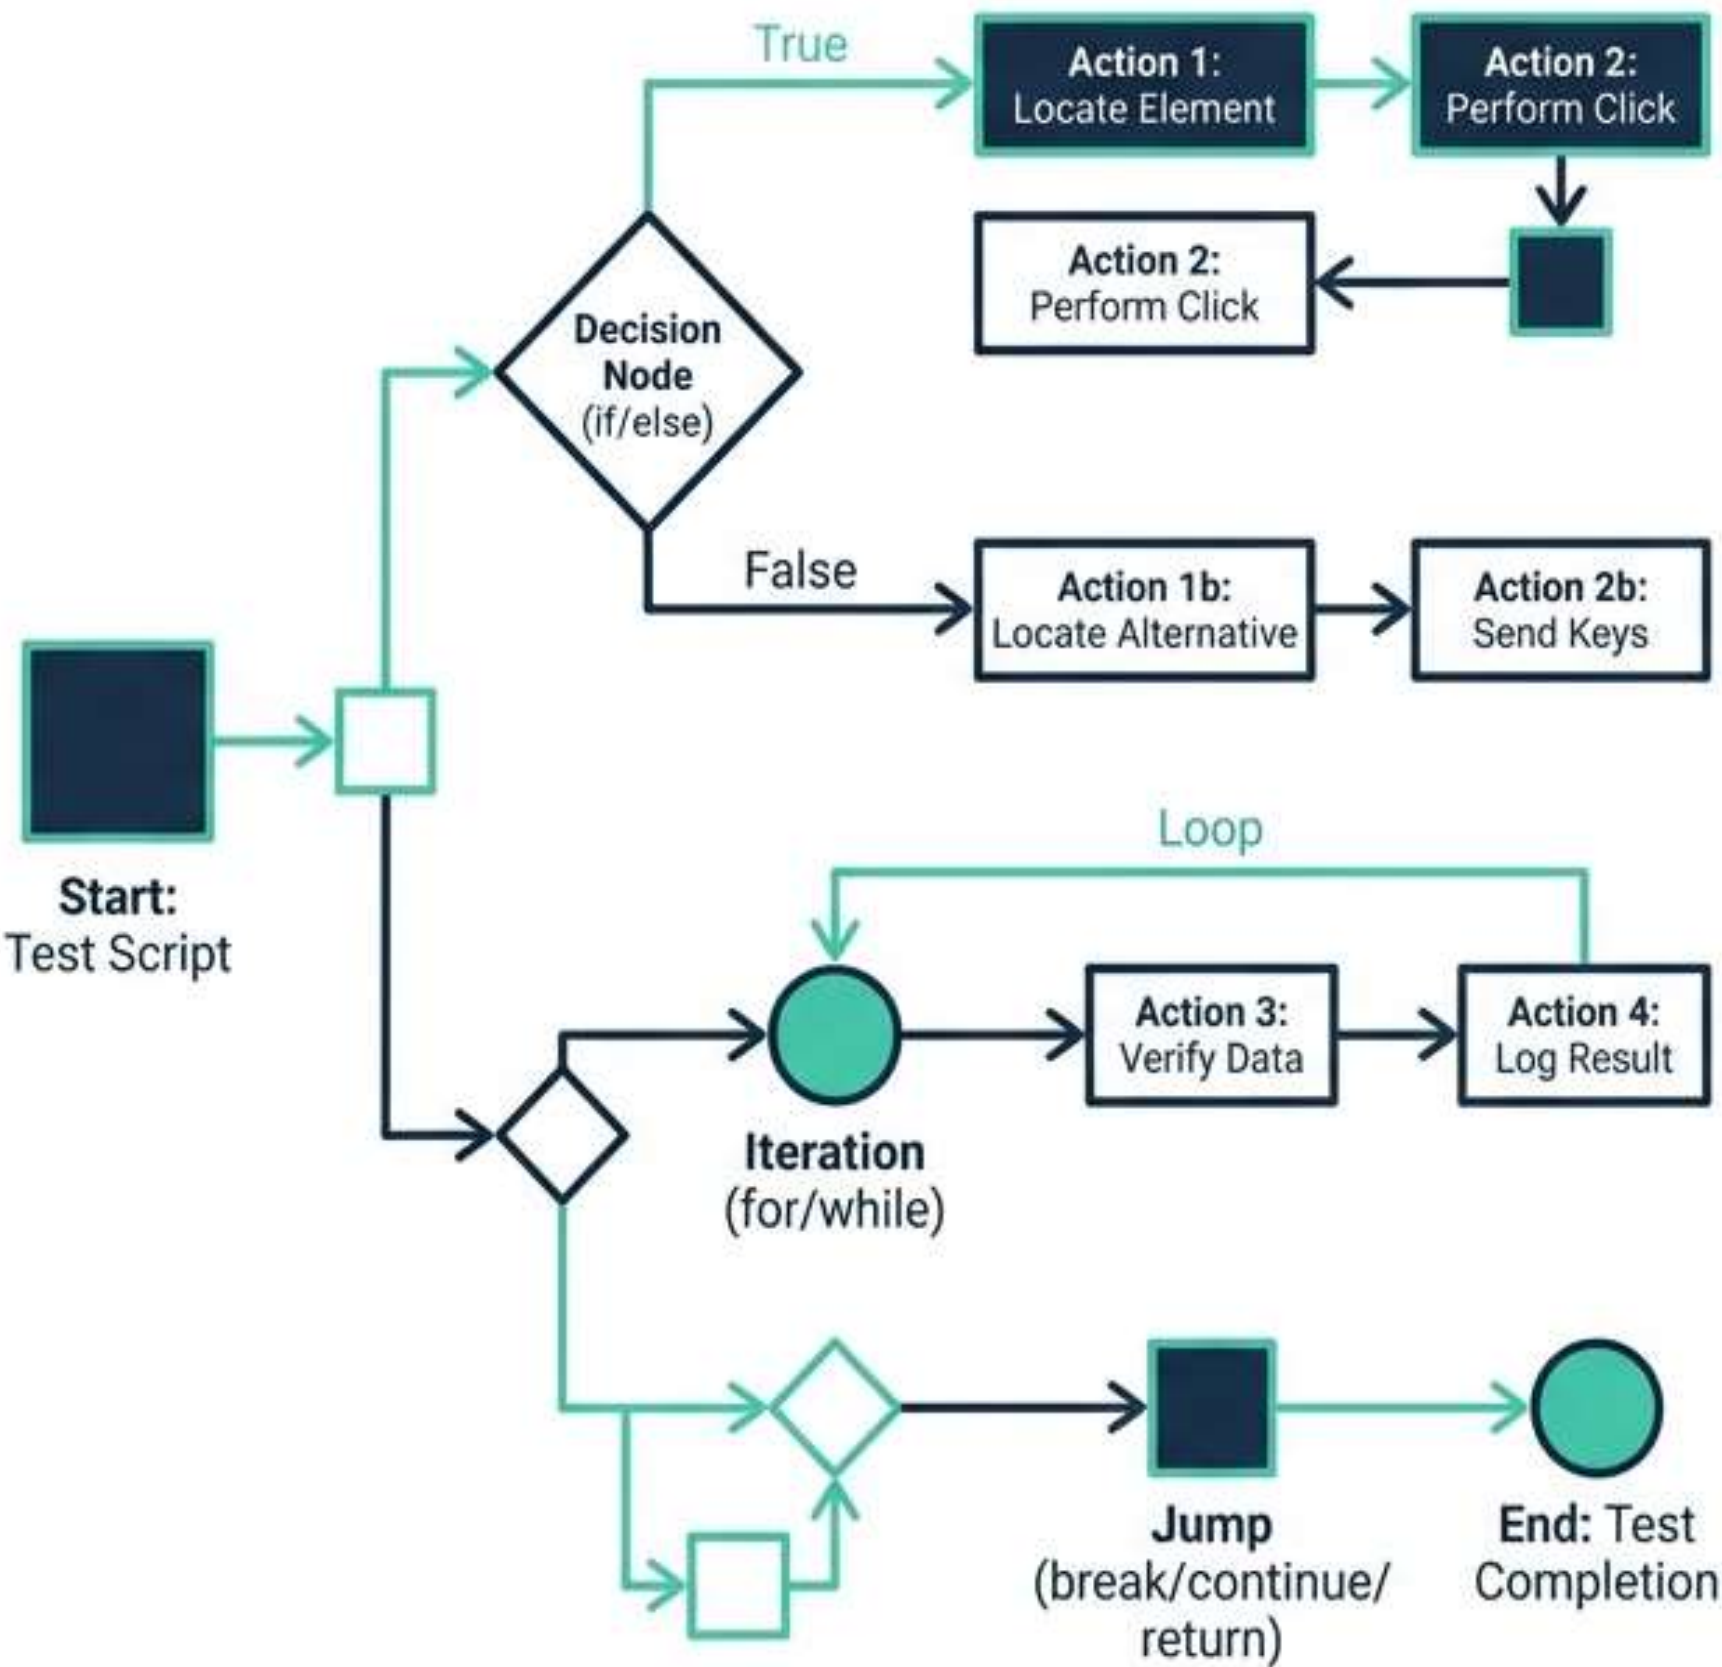 True
Action 1:
Locate Element
Action 2:
Perform Click
Action 2:
Perform Click
Decision
Node
(if/else)
False
Action 1b:
Locate Alternative
Action 2b:
Send Keys
Start:
Test Script
Loop
Action 3:
Verify Data
Action 4:
Log Result
Iteration
(for/while)
Jump
(break/continue/
return)
End: Test
Completion